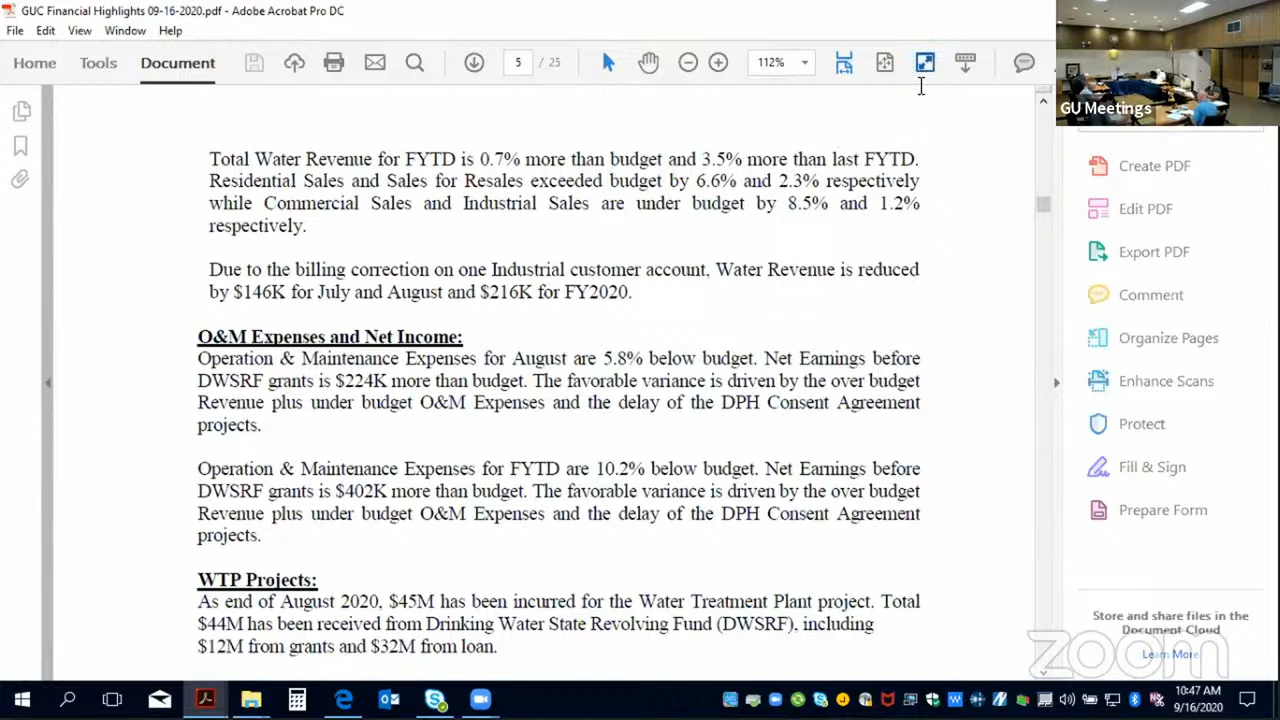 GUC Financial Highlights 09-16-2020.pdf - Adobe Acrobat Pro DC
File Edit View Window Help
Home Tools Document 5 / 25 112%
GU Meetings
Total Water Revenue for FYTD is 0.7% more than budget and 3.5% more than last FYTD.
Residential Sales and Sales for Resales exceeded budget by 6.6% and 2.3% respectively
while Commercial Sales and Industrial Sales are under budget by 8.5% and 1.2%
respectively.
Due to the billing correction on one Industrial customer account, Water Revenue is reduced
by $146K for July and August and $216K for FY2020.
O&M Expenses and Net Income:
Operation & Maintenance Expenses for August are 5.8% below budget. Net Earnings before
DWSRF grants is $224K more than budget. The favorable variance is driven by the over budget
Revenue plus under budget O&M Expenses and the delay of the DPH Consent Agreement
projects.
Operation & Maintenance Expenses for FYTD are 10.2% below budget. Net Earnings before
DWSRF grants is $402K more than budget. The favorable variance is driven by the over budget
Revenue plus under budget O&M Expenses and the delay of the DPH Consent Agreement
projects.
WTP Projects:
As end of August 2020, $45M has been incurred for the Water Treatment Plant project. Total
$44M has been received from Drinking Water State Revolving Fund (DWSRF), including
$12M from grants and $32M from loan.
Create PDF
Edit PDF
Export PDF
Comment
Organize Pages
Enhance Scans
Protect
Fill & Sign
Prepare Form
Store and share files in the
Document Cloud
Learn More
zoom
10:47 AM
9/16/2020